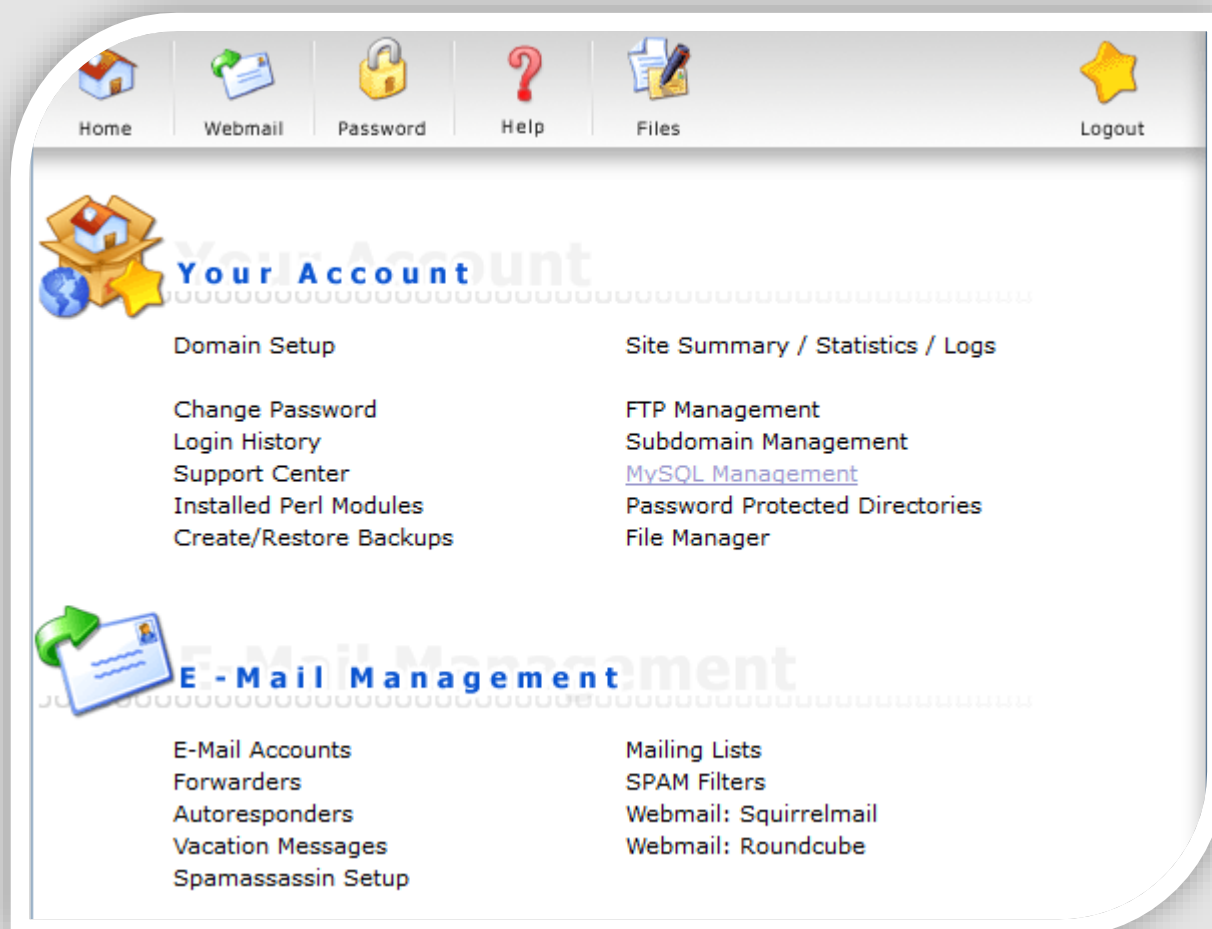 Home Webmail Password Help Files Logout
Your Account
Domain Setup Site Summary / Statistics / Logs
Change Password FTP Management
Login History Subdomain Management
Support Center MySQL Management
Installed Perl Modules Password Protected Directories
Create/Restore Backups File Manager
E-Mail Management
E-Mail Accounts Mailing Lists
Forwarders SPAM Filters
Autoresponders Webmail: Squirrelmail
Vacation Messages Webmail: Roundcube
Spamassassin Setup